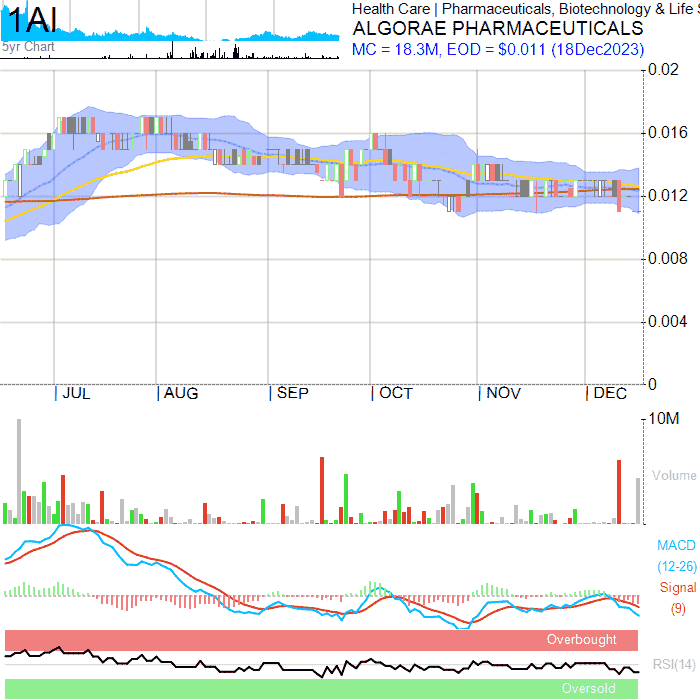 1AI
5yr Chart
Health Care | Pharmaceuticals, Biotechnology & Life S
ALGORAE PHARMACEUTICALS
MC = 18.3M, EOD = $0.011 (18Dec2023)
0.02
0.016
0.012
0.008
0.004
0
| JUL | AUG | SEP | OCT | NOV | DEC
10M
Volume
MACD
(12-26)
Signal
(9)
Overbought
RSI(14)
Oversold